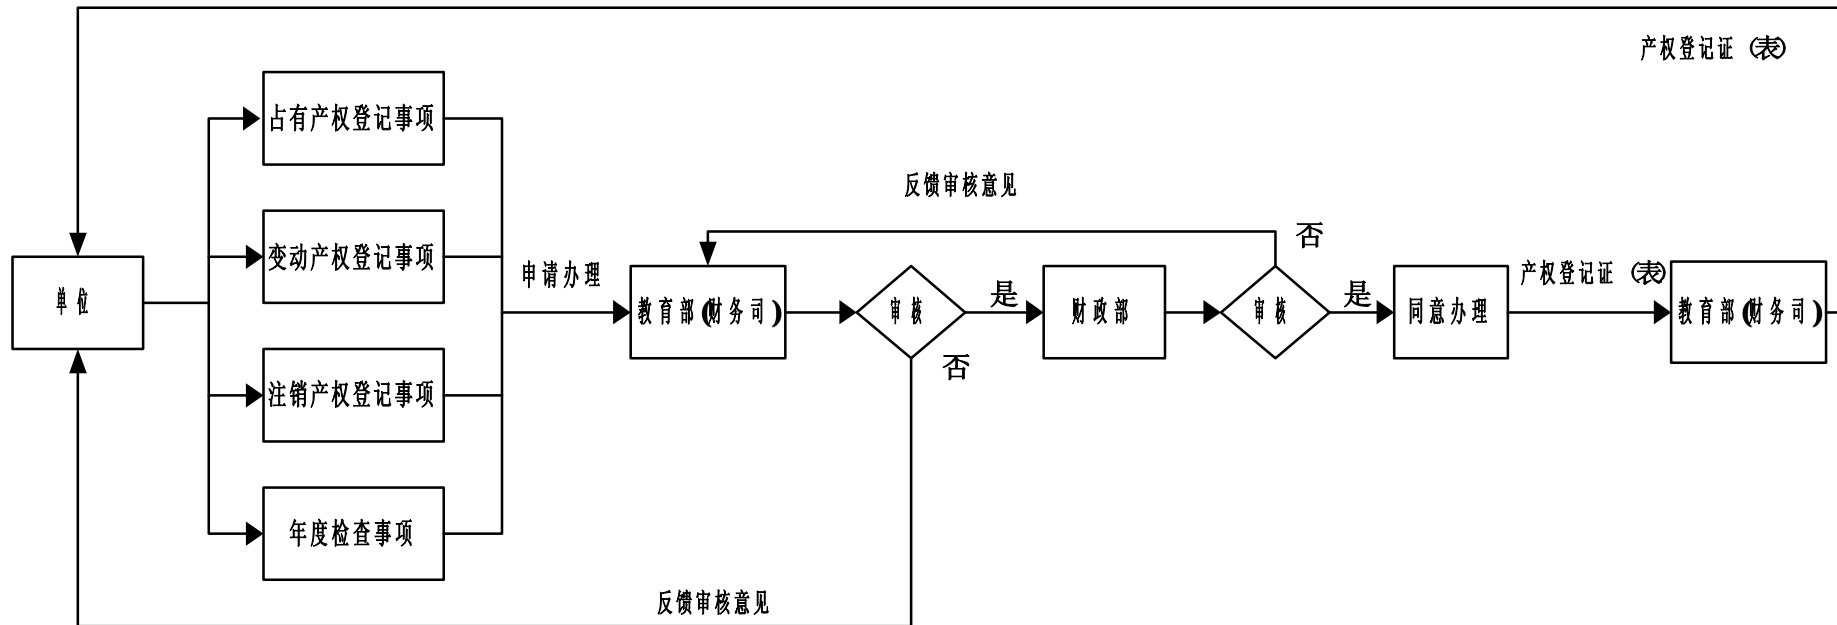 产权登记证（表）
占有产权登记事项
反馈审核意见
否
变动产权登记事项
申请办理
产权登记证（表）
单位
教育部(财务司)
审核
是
财政部
审核
是
同意办理
教育部(财务司)
否
注销产权登记事项
年度检查事项
反馈审核意见